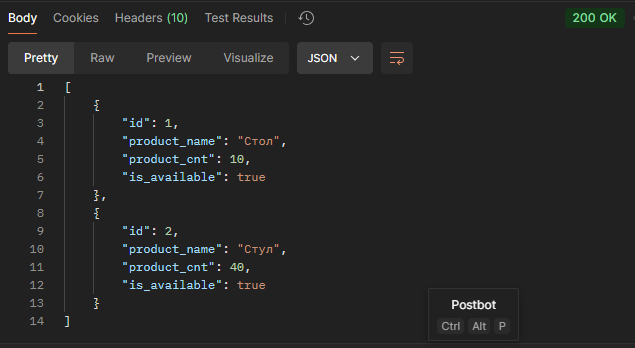 Body Cookies Headers (10) Test Results 200 OK
Pretty Raw Preview Visualize JSON
1 [
2 {
3 "id": 1,
4 "product_name": "Стол",
5 "product_cnt": 10,
6 "is_available": true
7 },
8 {
9 "id": 2,
10 "product_name": "Стул",
11 "product_cnt": 40,
12 "is_available": true
13 }
14 ]
Postbot
Ctrl Alt P